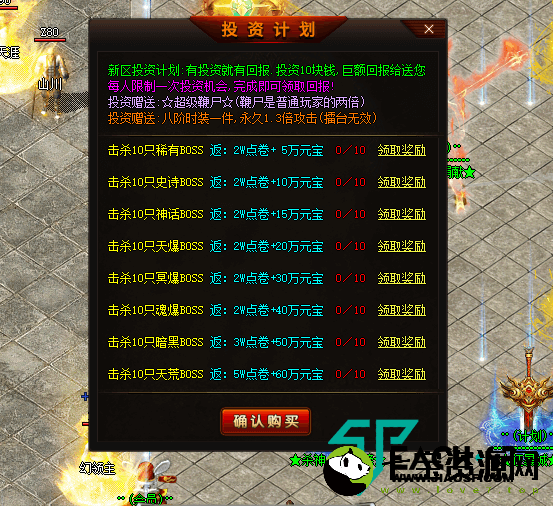 投资计划
新区投资计划:有投资就有回报:投资10块钱,巨额回报给送您
每人限制一次投资机会,完成即可领取回报!
投资赠送:☆超级鞭尸☆(鞭尸是普通玩家的两倍)
投资赠送:八阶时装一件,永久1.3倍攻击(擂台无效)
击杀10只稀有BOSS 返: 2W点卷+ 5万元宝 0/10 领取奖励
击杀10只史诗BOSS 返: 2W点卷+10万元宝 0/10 领取奖励
击杀10只神话BOSS 返: 2W点卷+15万元宝 0/10 领取奖励
击杀10只天爆BOSS 返: 2W点卷+20万元宝 0/10 领取奖励
击杀10只冥爆BOSS 返: 2W点卷+30万元宝 0/10 领取奖励
击杀10只魂爆BOSS 返: 2W点卷+40万元宝 0/10 领取奖励
击杀10只暗黑BOSS 返: 3W点卷+50万元宝 0/10 领取奖励
击杀10只天荒BOSS 返: 5W点卷+60万元宝 0/10 领取奖励
确认购买
Z80
山川
幻领主
★杀神
(计划)